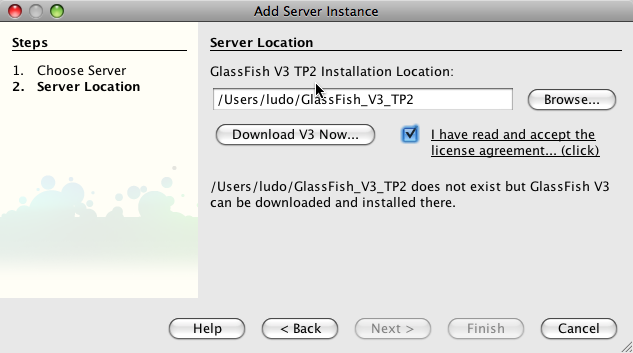 Add Server Instance
Steps
1. Choose Server
2. Server Location
Server Location
GlassFish V3 TP2 Installation Location:
/Users/ludo/GlassFish_V3_TP2
Browse...
Download V3 Now...
I have read and accept the
license agreement... (click)
/Users/ludo/GlassFish_V3_TP2 does not exist but GlassFish V3
can be downloaded and installed there.
Help
< Back
Next >
Finish
Cancel